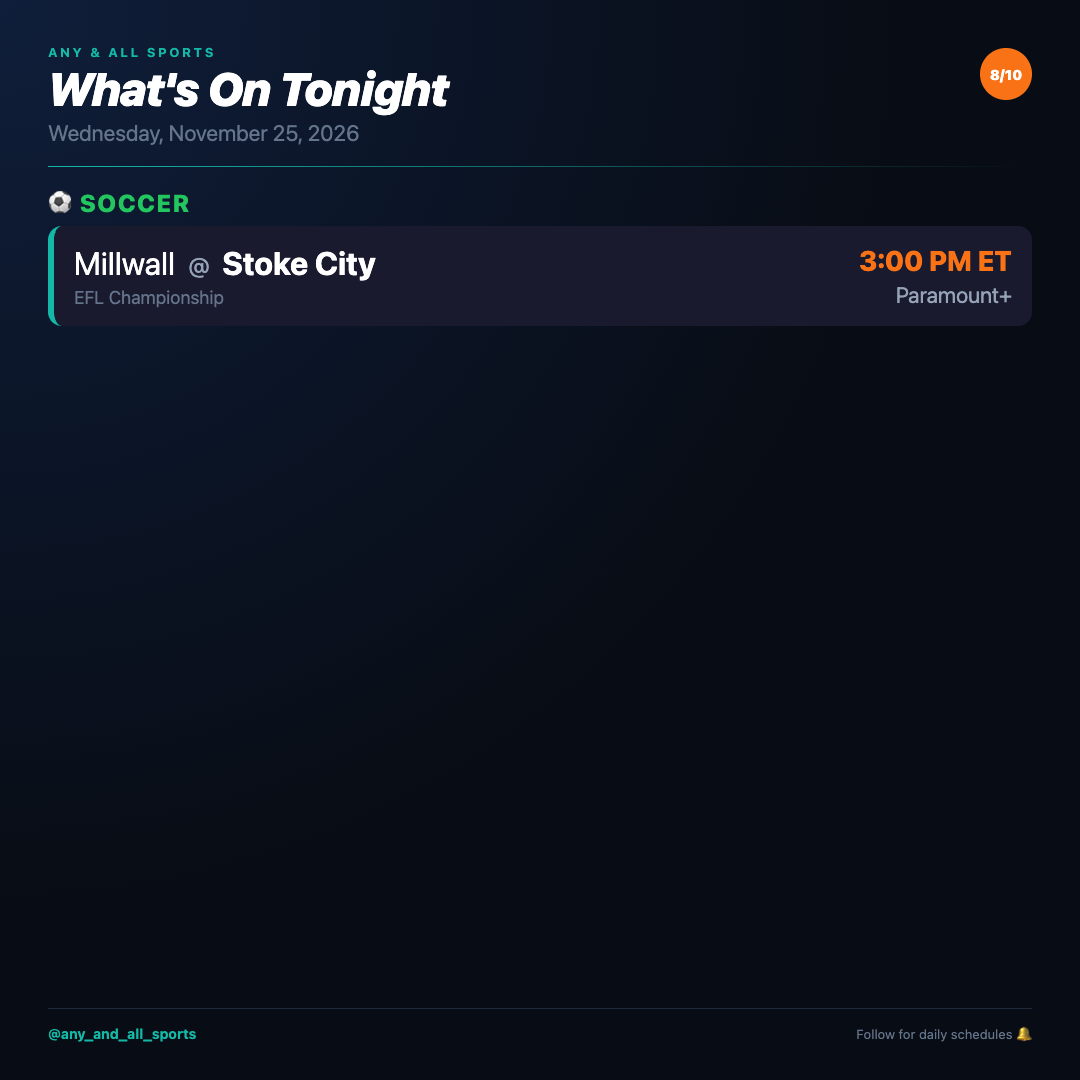 ANY & ALL SPORTS
What's On Tonight
8/10
Wednesday, November 25, 2026
⚽ SOCCER
Millwall @ Stoke City
3:00 PM ET
EFL Championship
Paramount+
@any_and_all_sports
Follow for daily schedules 🔔